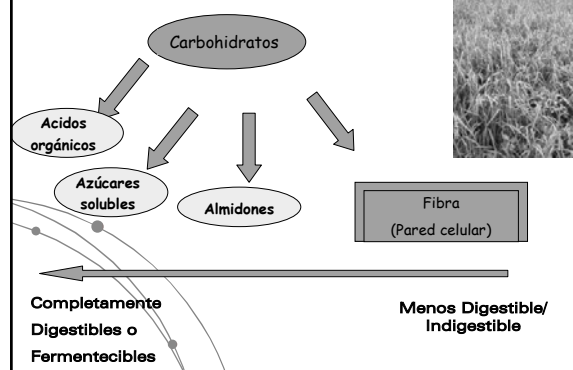 Carbohidratos
Acidos
orgánicos
Azúcares
solubles
Almidones
Fibra
(Pared celular)
Completamente
Digestibles o
Fermentecibles
Menos Digestible/
Indigestible